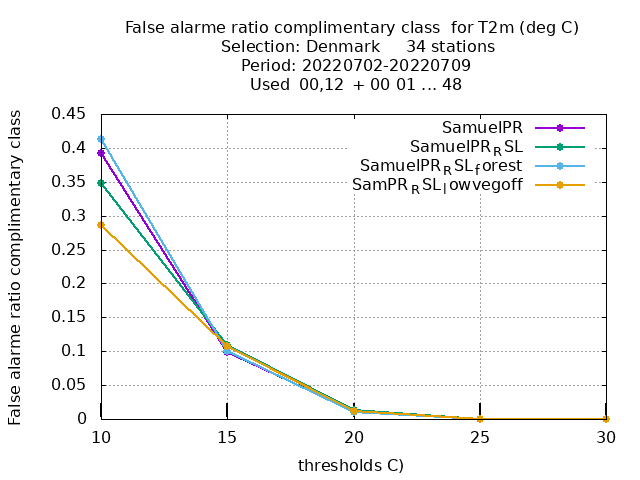 False alarme ratio complimentary class  for T2m (deg C)
Selection: Denmark     34 stations
Period: 20220702-20220709
Used  00,12  + 00 01 ... 48
False alarme ratio complimentary class
0.45
0.4
0.35
0.3
0.25
0.2
0.15
0.1
0.05
0
SamuelPR
SamuelPR_RSL
SamuelPR_RSL_forest
SamPR_RSL_lowvegoff
10 15 20 25 30
thresholds C)